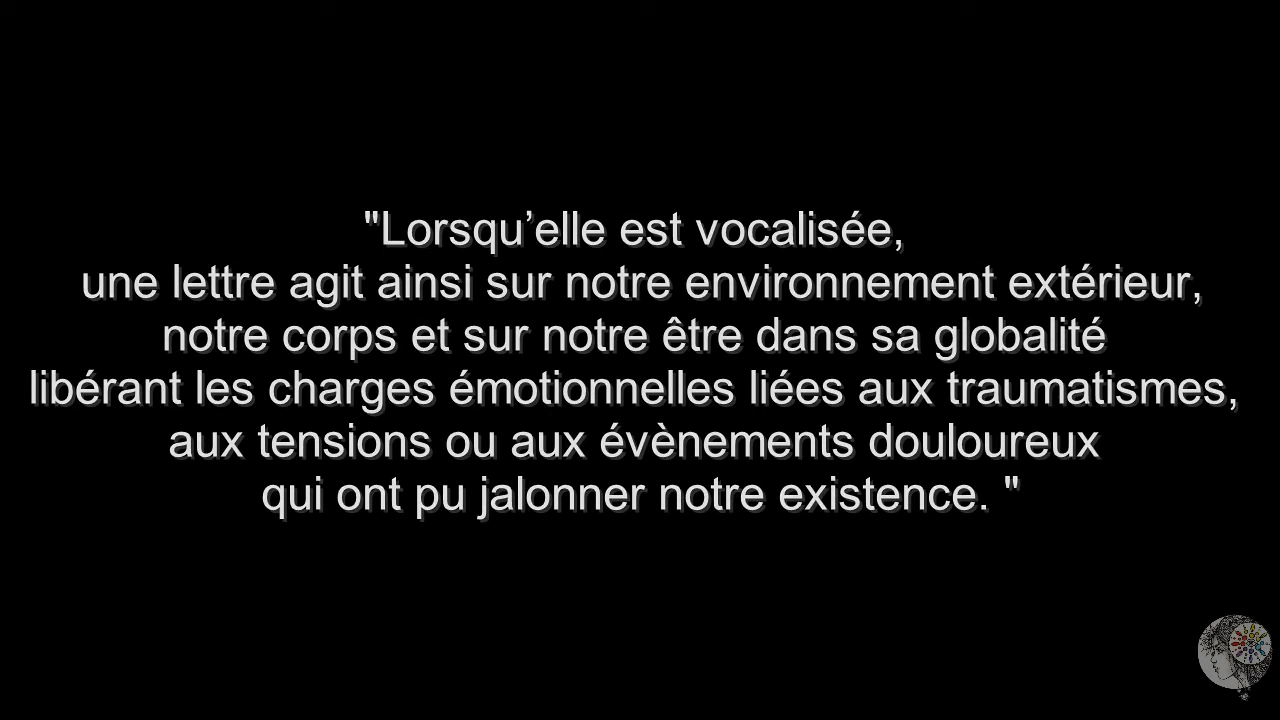 "Lorsqu’elle est vocalisée,
une lettre agit ainsi sur notre environnement extérieur,
notre corps et sur notre être dans sa globalité
libérant les charges émotionnelles liées aux traumatismes,
aux tensions ou aux évènements douloureux
qui ont pu jalonner notre existence. "